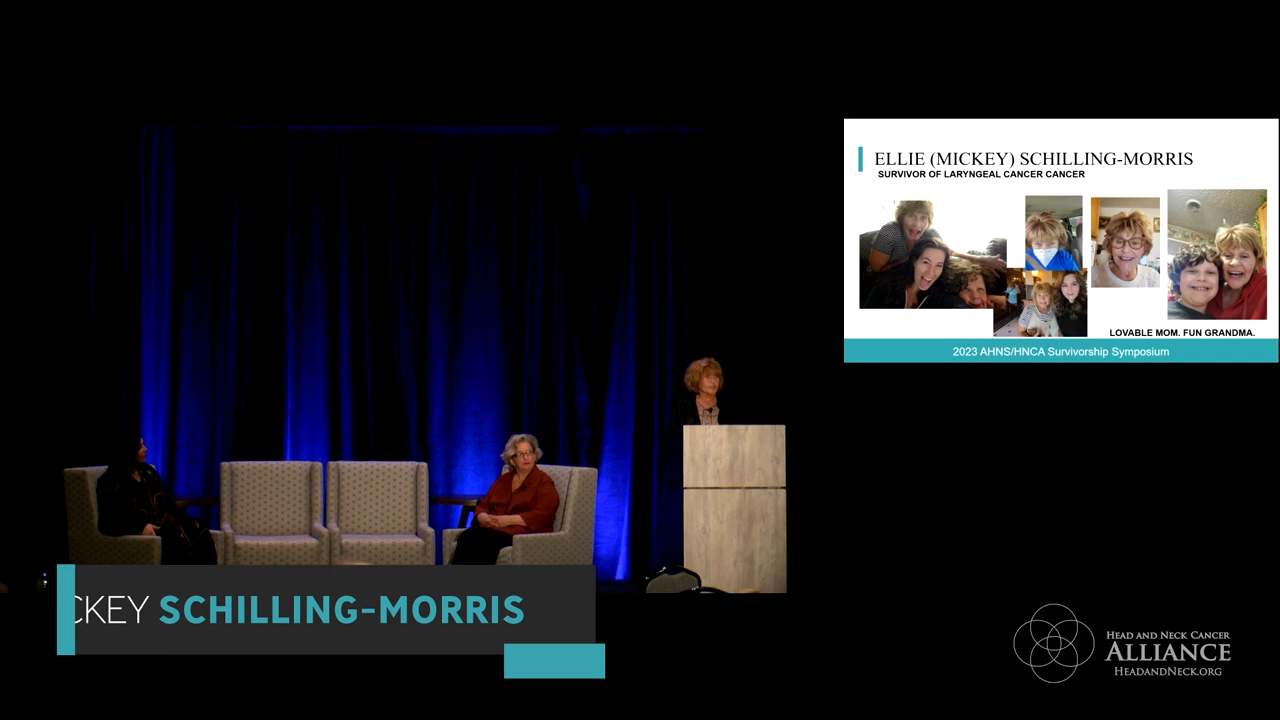 ELLIE (MICKEY) SCHILLING-MORRIS
SURVIVOR OF LARYNGEAL CANCER CANCER
LOVABLE MOM. FUN GRANDMA.
2023 AHNS/HNCA Survivorship Symposium
CKEY SCHILLING-MORRIS
HEAD AND NECK CANCER
ALLIANCE
HEADANDNECK.ORG